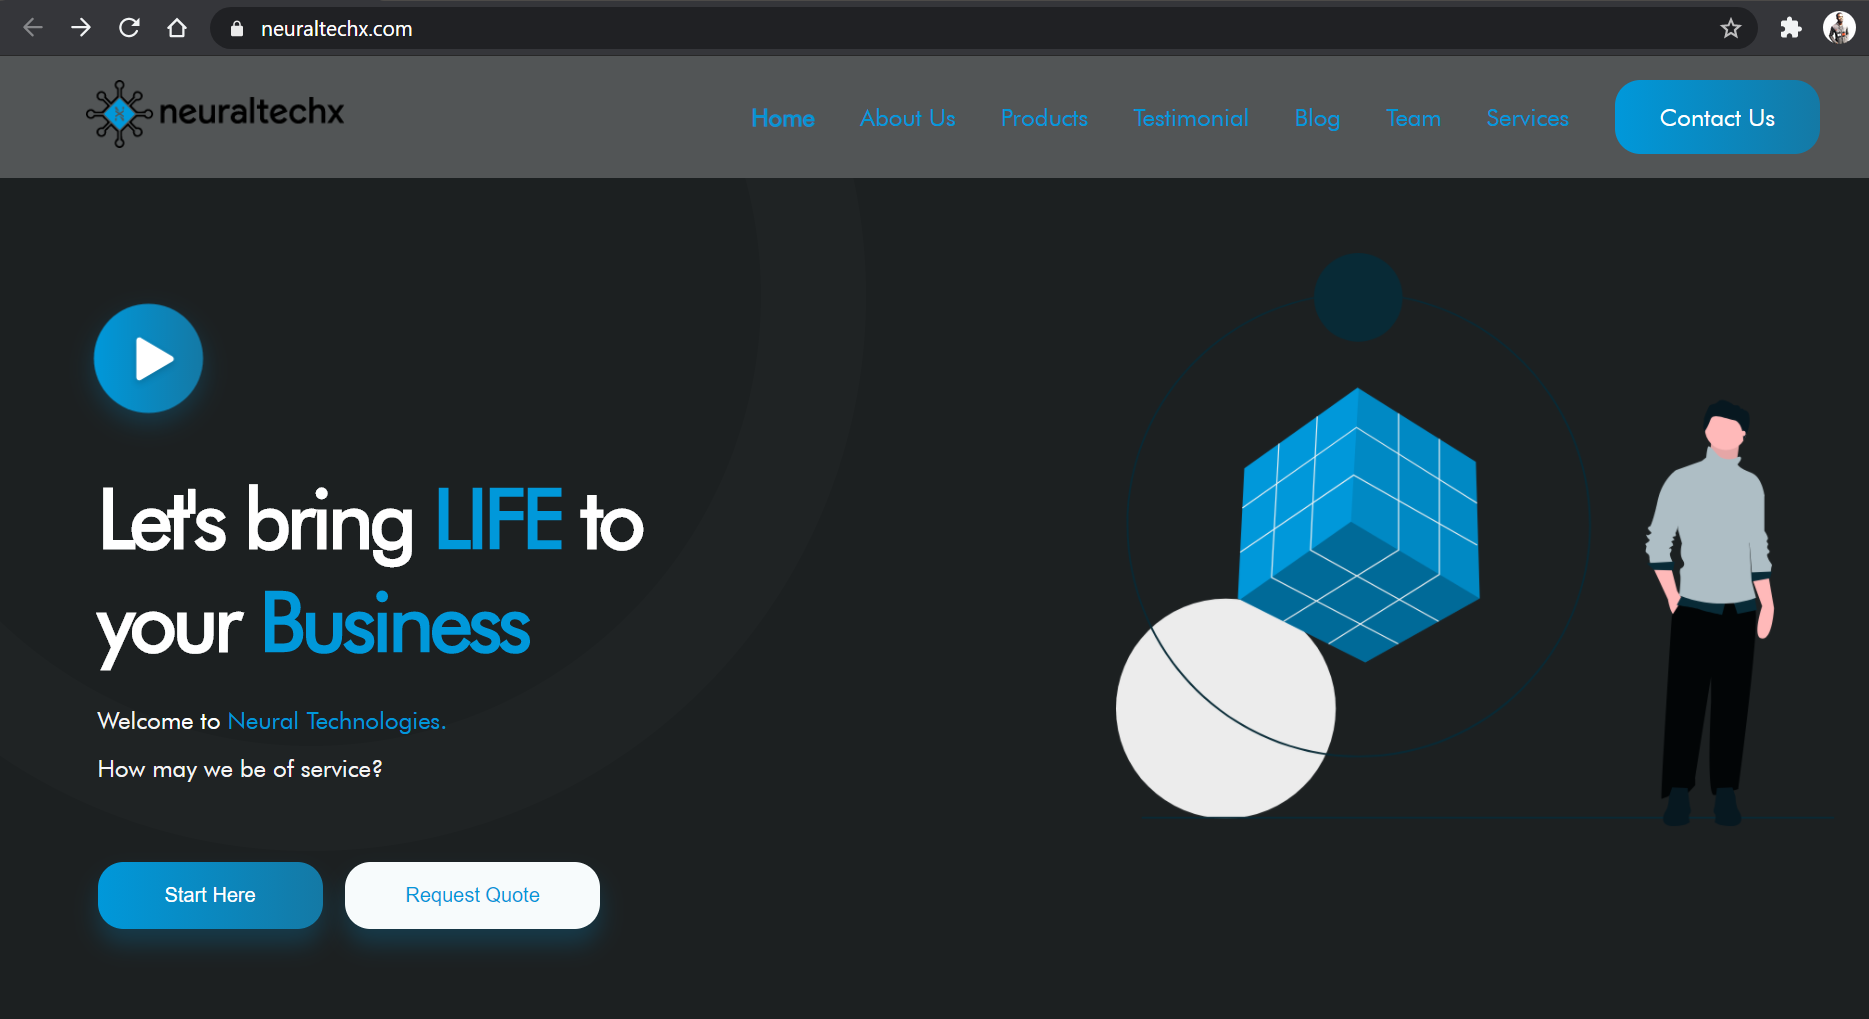 neuraltechx.com
neuraltechx
Home About Us Products Testimonial Blog Team Services Contact Us
Let's bring LIFE to
your Business
Welcome to Neural Technologies.
How may we be of service?
Start Here Request Quote